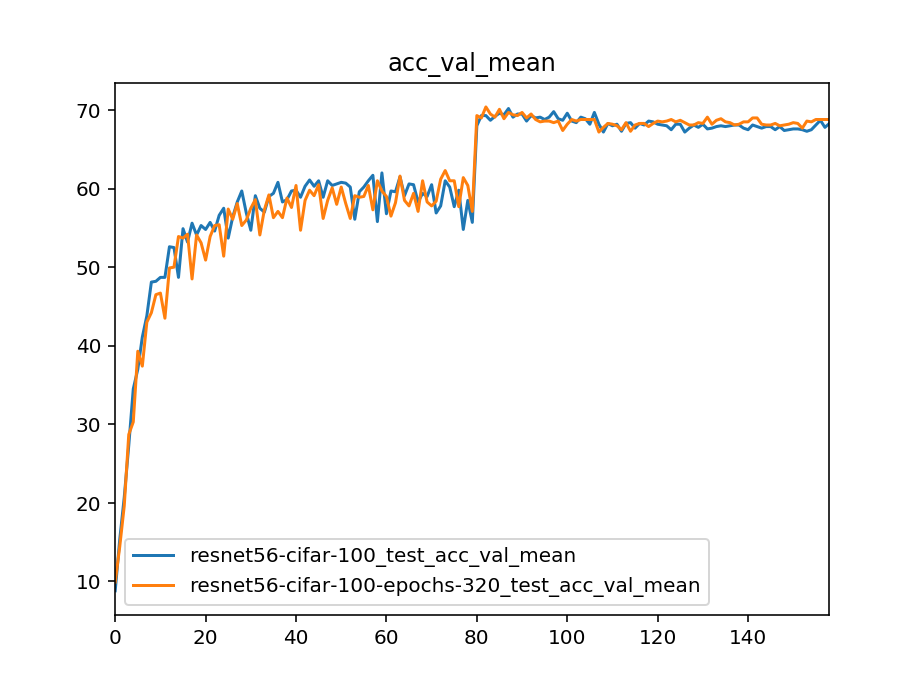 acc_val_mean
70
60
50
40
30
20
10
resnet56-cifar-100_test_acc_val_mean
resnet56-cifar-100-epochs-320_test_acc_val_mean
0 20 40 60 80 100 120 140